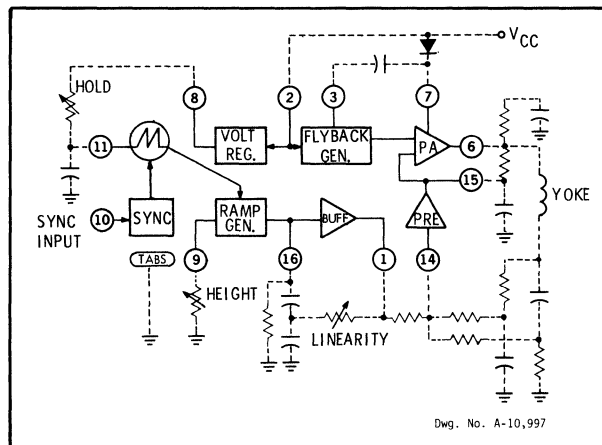 V_CC
HOLD
8
2
3
7
11
VOLT
REG.
FLYBACK
GEN.
PA
6
15
YOKE
SYNC
INPUT
10
SYNC
RAMP
GEN.
BUFF
PRE
TABS
9
16
1
14
HEIGHT
LINEARITY
Dwg. No. A-10,997